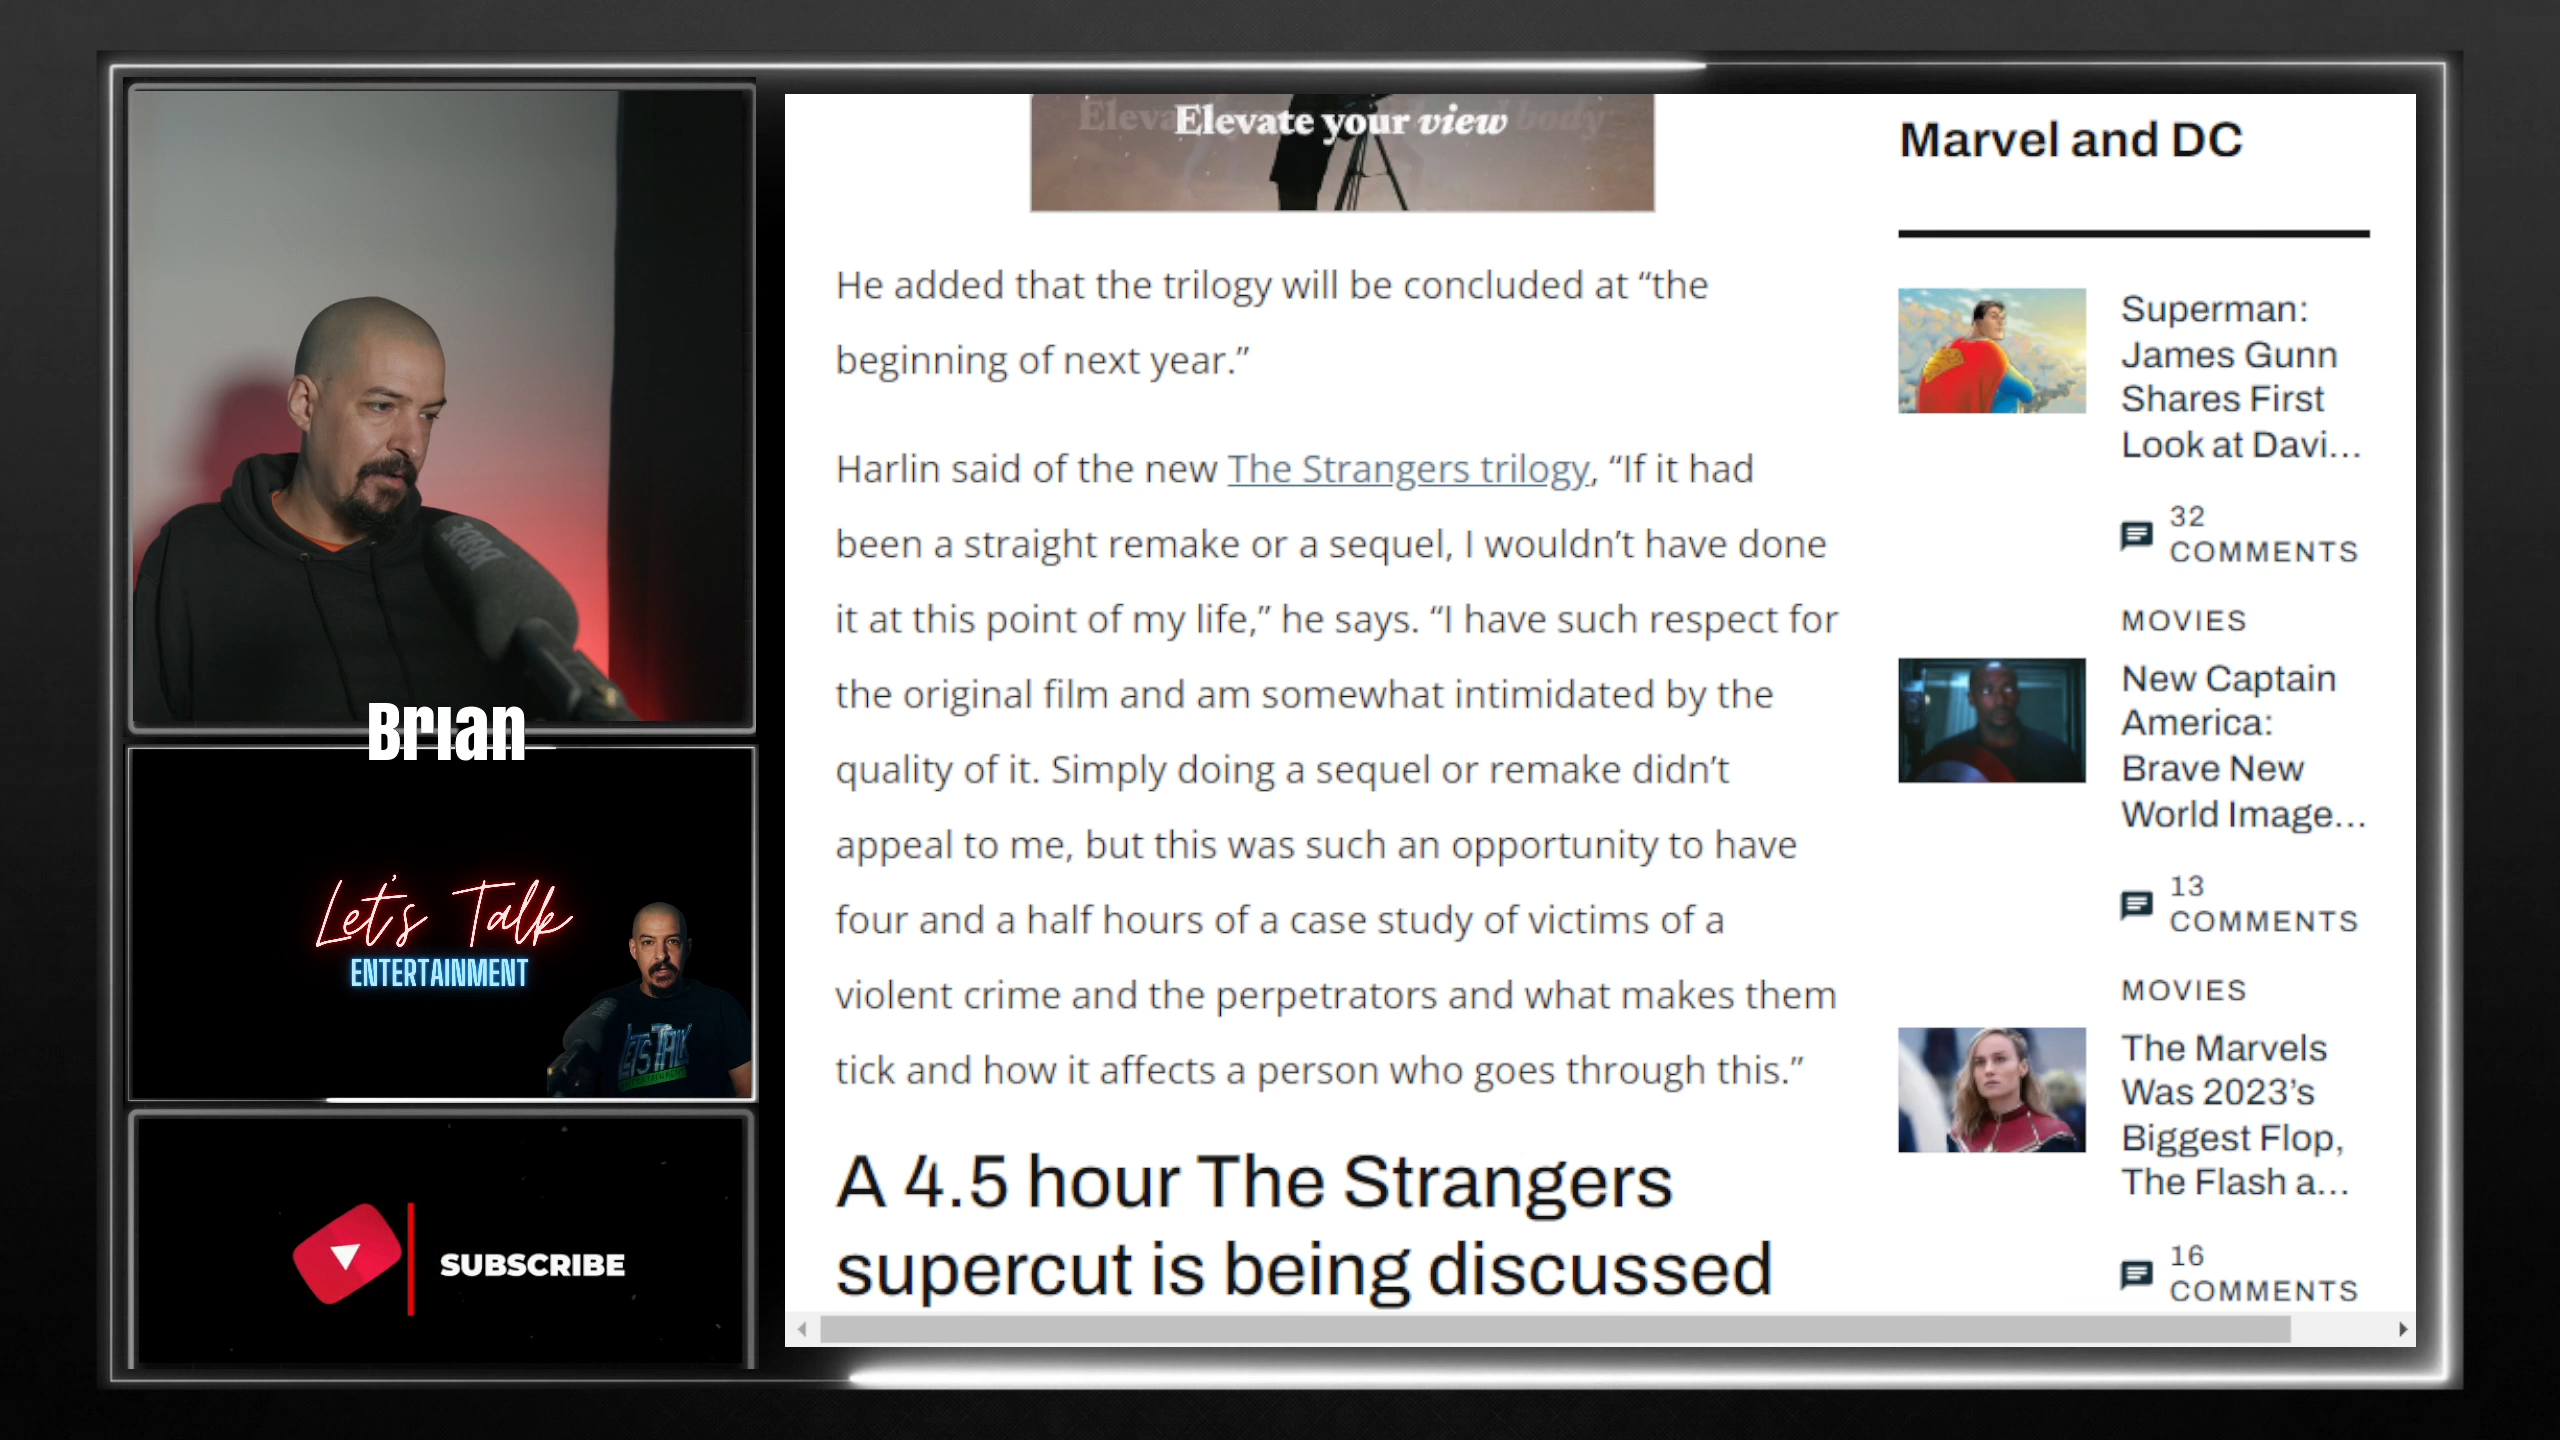 Brian
Let's Talk
ENTERTAINMENT
LET'S TALK
SUBSCRIBE
Elevate your view
body
He added that the trilogy will be concluded at “the
beginning of next year.”
Harlin said of the new The Strangers trilogy, “If it had
been a straight remake or a sequel, I wouldn’t have done
it at this point of my life,” he says. “I have such respect for
the original film and am somewhat intimidated by the
quality of it. Simply doing a sequel or remake didn’t
appeal to me, but this was such an opportunity to have
four and a half hours of a case study of victims of a
violent crime and the perpetrators and what makes them
tick and how it affects a person who goes through this.”
A 4.5 hour The Strangers
supercut is being discussed
Marvel and DC
Superman:
James Gunn
Shares First
Look at Davi...
32
COMMENTS
MOVIES
New Captain
America:
Brave New
World Image...
13
COMMENTS
MOVIES
The Marvels
Was 2023’s
Biggest Flop,
The Flash a...
16
COMMENTS